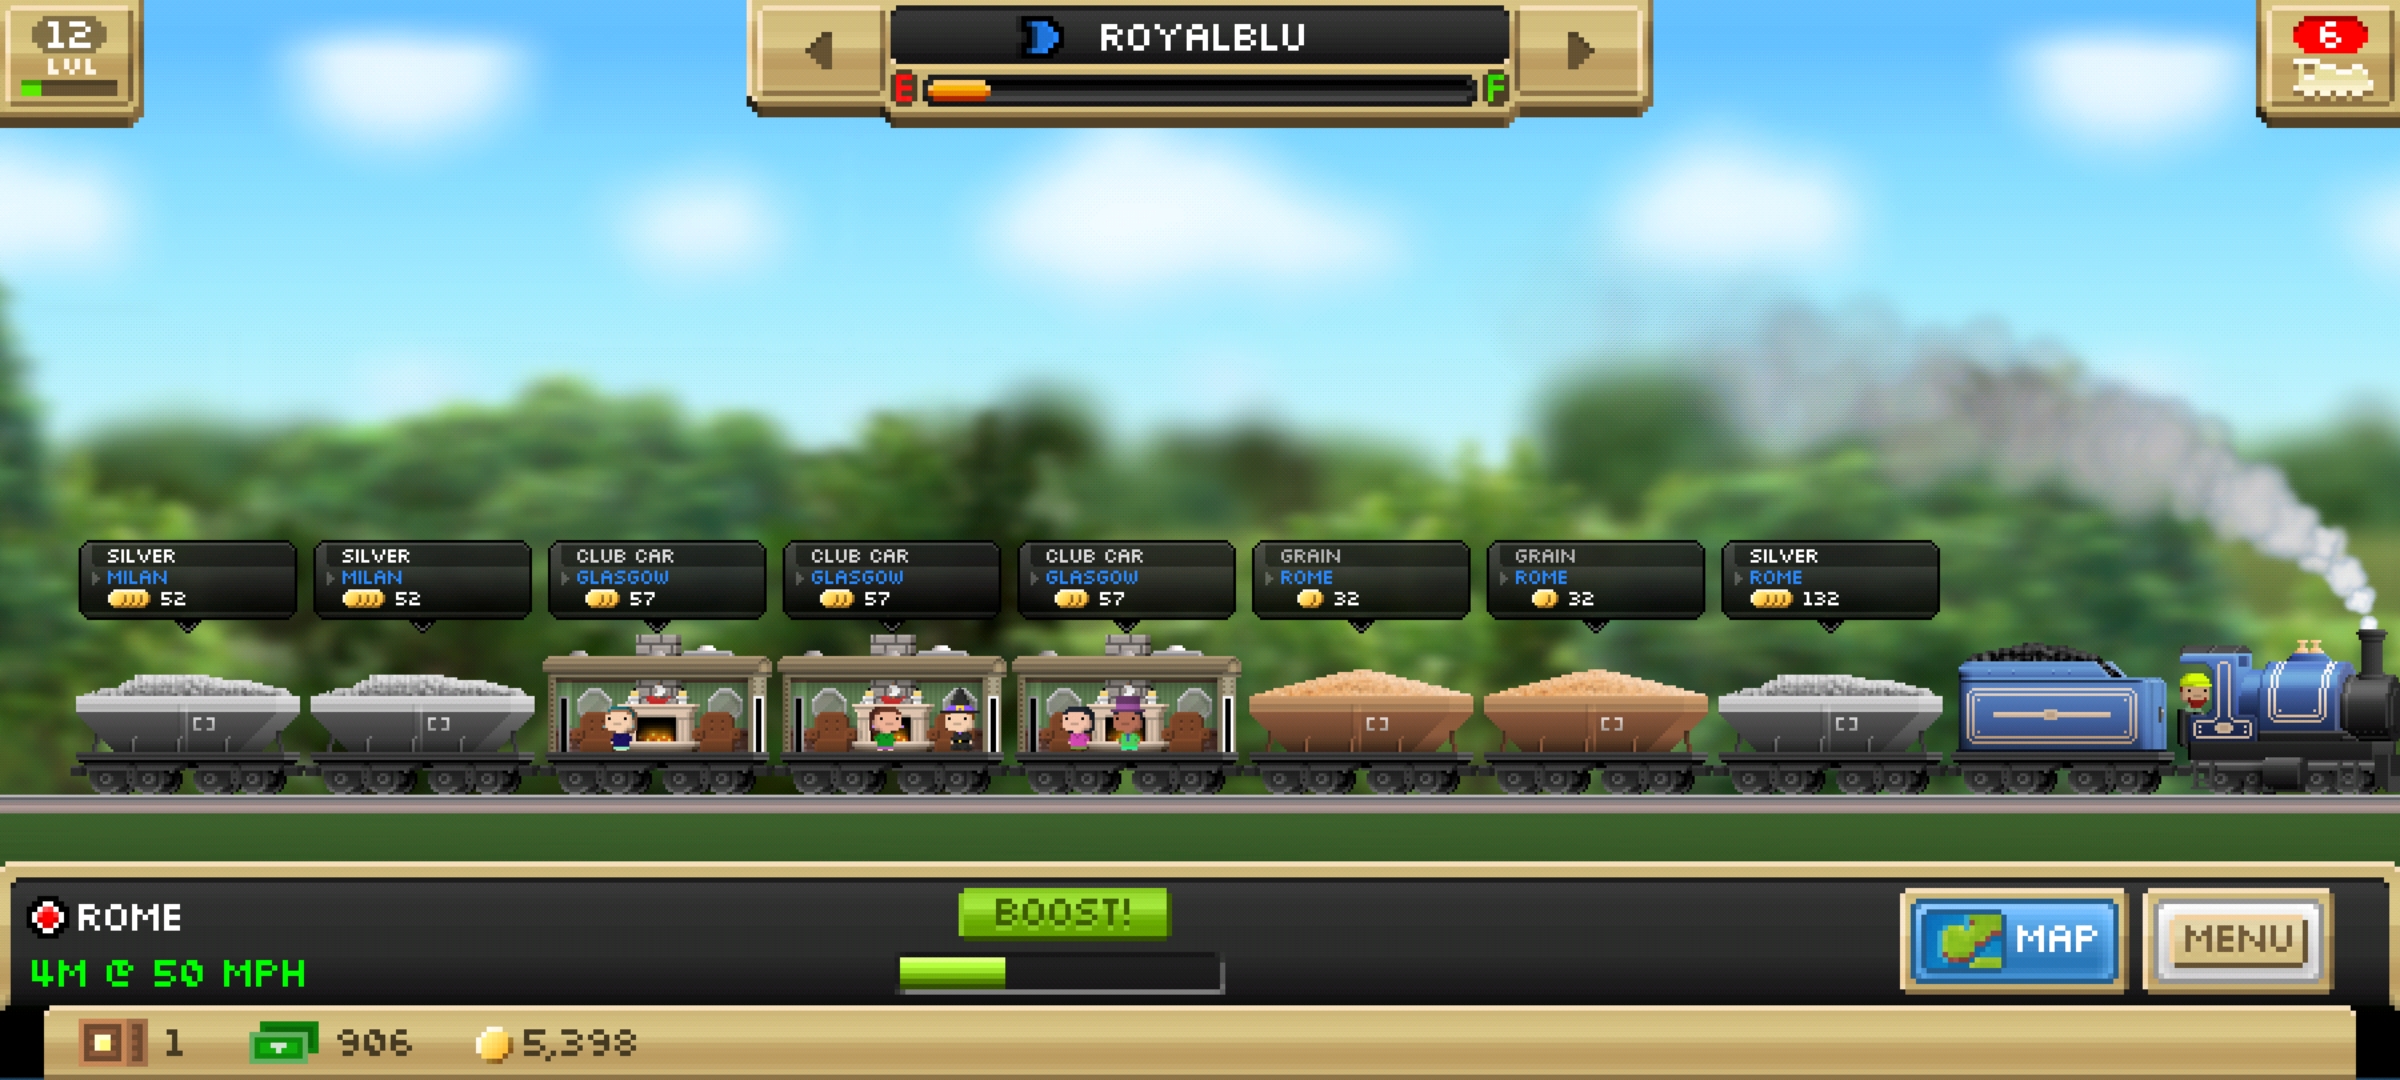 12
LVL
ROYALBLU
E
F
6
SILVER
MILAN
52
SILVER
MILAN
52
CLUB CAR
GLASGOW
57
CLUB CAR
GLASGOW
57
CLUB CAR
GLASGOW
57
GRAIN
ROME
32
GRAIN
ROME
32
SILVER
ROME
132
ROME
4M @ 50 MPH
BOOST!
MAP
MENU
1
906
5,398